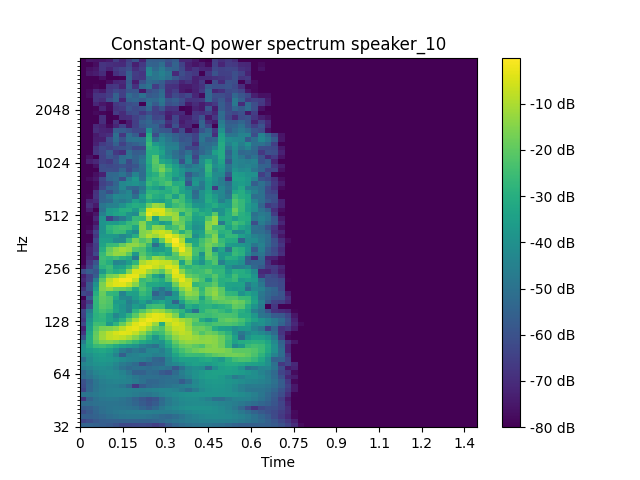 Constant-Q power spectrum speaker_10
Hz
2048
1024
512
256
128
64
32
0 0.15 0.3 0.45 0.6 0.75 0.9 1.1 1.2 1.4
Time
-10 dB
-20 dB
-30 dB
-40 dB
-50 dB
-60 dB
-70 dB
-80 dB